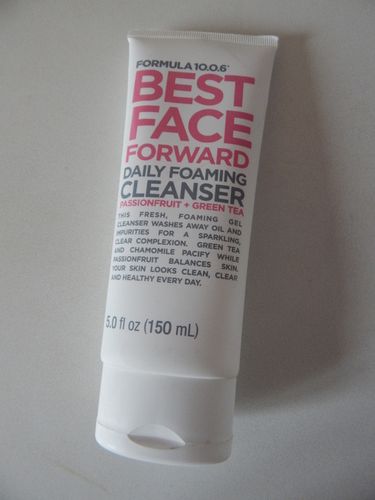 FORMULA 10.0.6®
BEST
FACE
FORWARD
DAILY FOAMING
CLEANSER
PASSIONFRUIT + GREEN TEA
THIS FRESH, FOAMING GEL
CLEANSER WASHES AWAY OIL AND
IMPURITIES FOR A SPARKLING,
CLEAR COMPLEXION. GREEN TEA
AND CHAMOMILE PACIFY WHILE
PASSIONFRUIT BALANCES SKIN.
YOUR SKIN LOOKS CLEAN, CLEAR
AND HEALTHY EVERY DAY.
5.0 fl oz (150 mL)